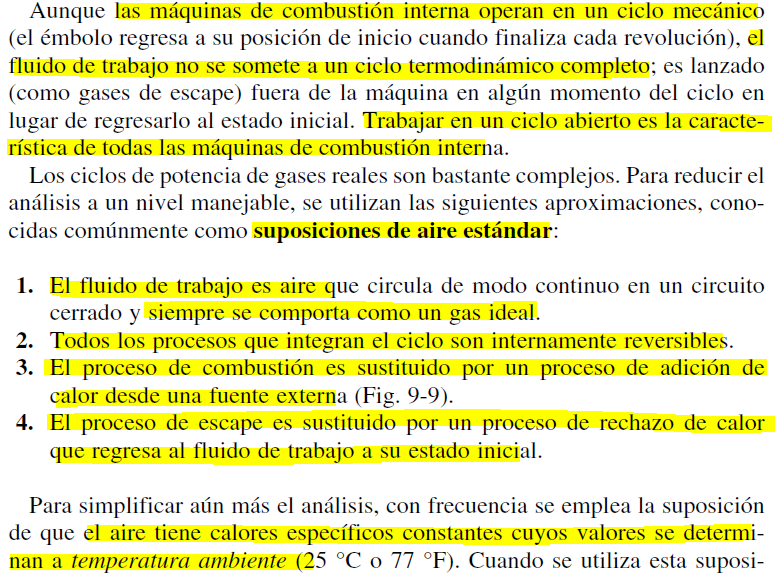 Aunque las máquinas de combustión interna operan en un ciclo mecánico
(el émbolo regresa a su posición de inicio cuando finaliza cada revolución), el
fluido de trabajo no se somete a un ciclo termodinámico completo; es lanzado
(como gases de escape) fuera de la máquina en algún momento del ciclo en
lugar de regresarlo al estado inicial. Trabajar en un ciclo abierto es la caracte-
rística de todas las máquinas de combustión interna.
Los ciclos de potencia de gases reales son bastante complejos. Para reducir el
análisis a un nivel manejable, se utilizan las siguientes aproximaciones, cono-
cidas comúnmente como suposiciones de aire estándar:
1. El fluido de trabajo es aire que circula de modo continuo en un circuito
cerrado y siempre se comporta como un gas ideal.
2. Todos los procesos que integran el ciclo son internamente reversibles.
3. El proceso de combustión es sustituido por un proceso de adición de
calor desde una fuente externa (Fig. 9-9).
4. El proceso de escape es sustituido por un proceso de rechazo de calor
que regresa al fluido de trabajo a su estado inicial.
Para simplificar aún más el análisis, con frecuencia se emplea la suposición
de que el aire tiene calores específicos constantes cuyos valores se determi-
nan a temperatura ambiente (25 °C o 77 °F). Cuando se utiliza esta suposi-